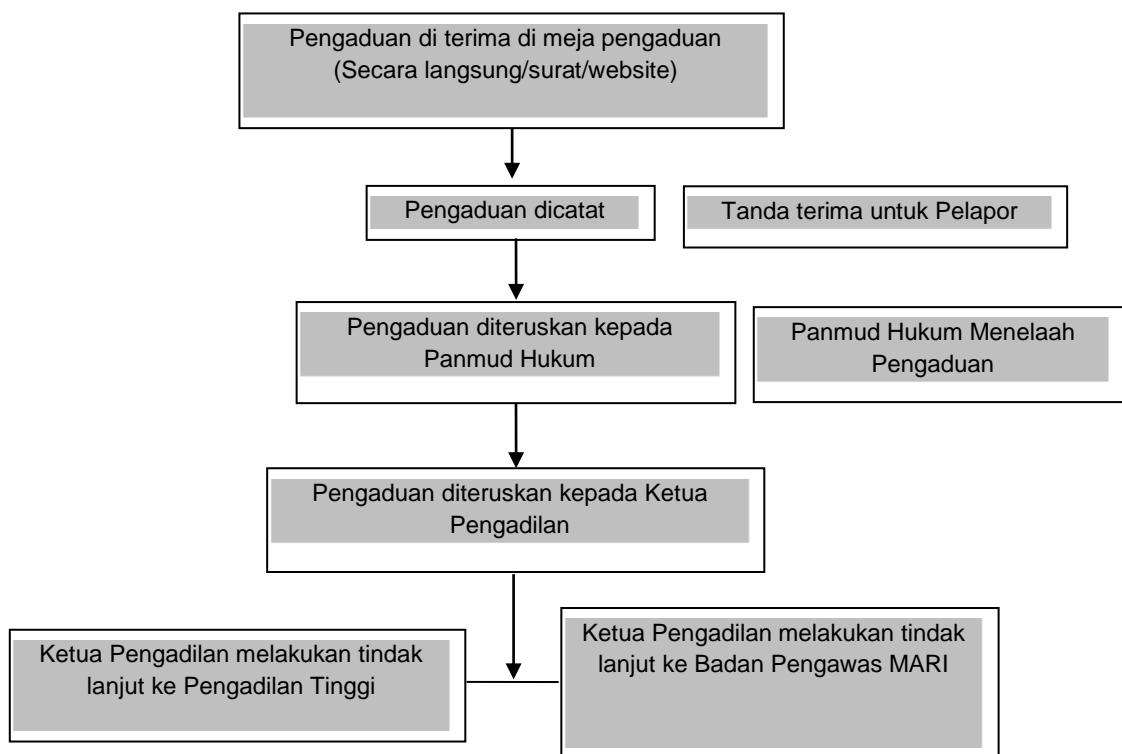 Pengaduan di terima di meja pengaduan
(Secara langsung/surat/website)
Pengaduan dicatat
Tanda terima untuk Pelapor
Pengaduan diteruskan kepada
Panmud Hukum
Panmud Hukum Menelaah
Pengaduan
Pengaduan diteruskan kepada Ketua
Pengadilan
Ketua Pengadilan melakukan tindak
lanjut ke Pengadilan Tinggi
Ketua Pengadilan melakukan tindak
lanjut ke Badan Pengawas MARI